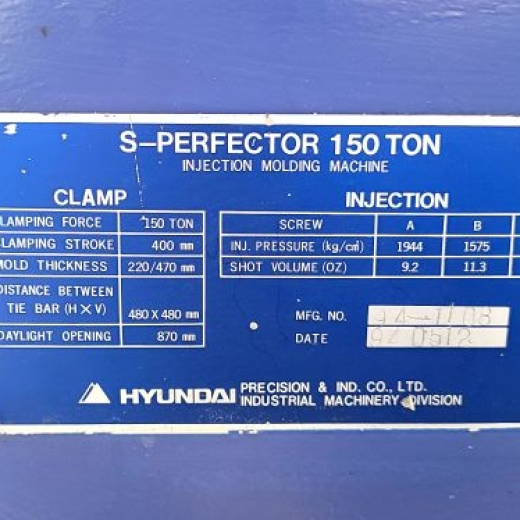 S-PERFECTOR 150 TON
INJECTION MOLDING MACHINE
CLAMP
LAMPING FORCE 150 TON
LAMPING STROKE 400 mm
MOLD THICKNESS 220/470 mm
DISTANCE BETWEEN
TIE BAR (H X V) 480 X 480 mm
DAYLIGHT OPENING 870 mm
INJECTION
SCREW A B
INJ. PRESSURE (kg/cm²) 1944 1575
SHOT VOLUME (OZ) 9.2 11.3
MFG. NO.
DATE
HYUNDAI PRECISION & IND. CO., LTD.
INDUSTRIAL MACHINERY DIVISION